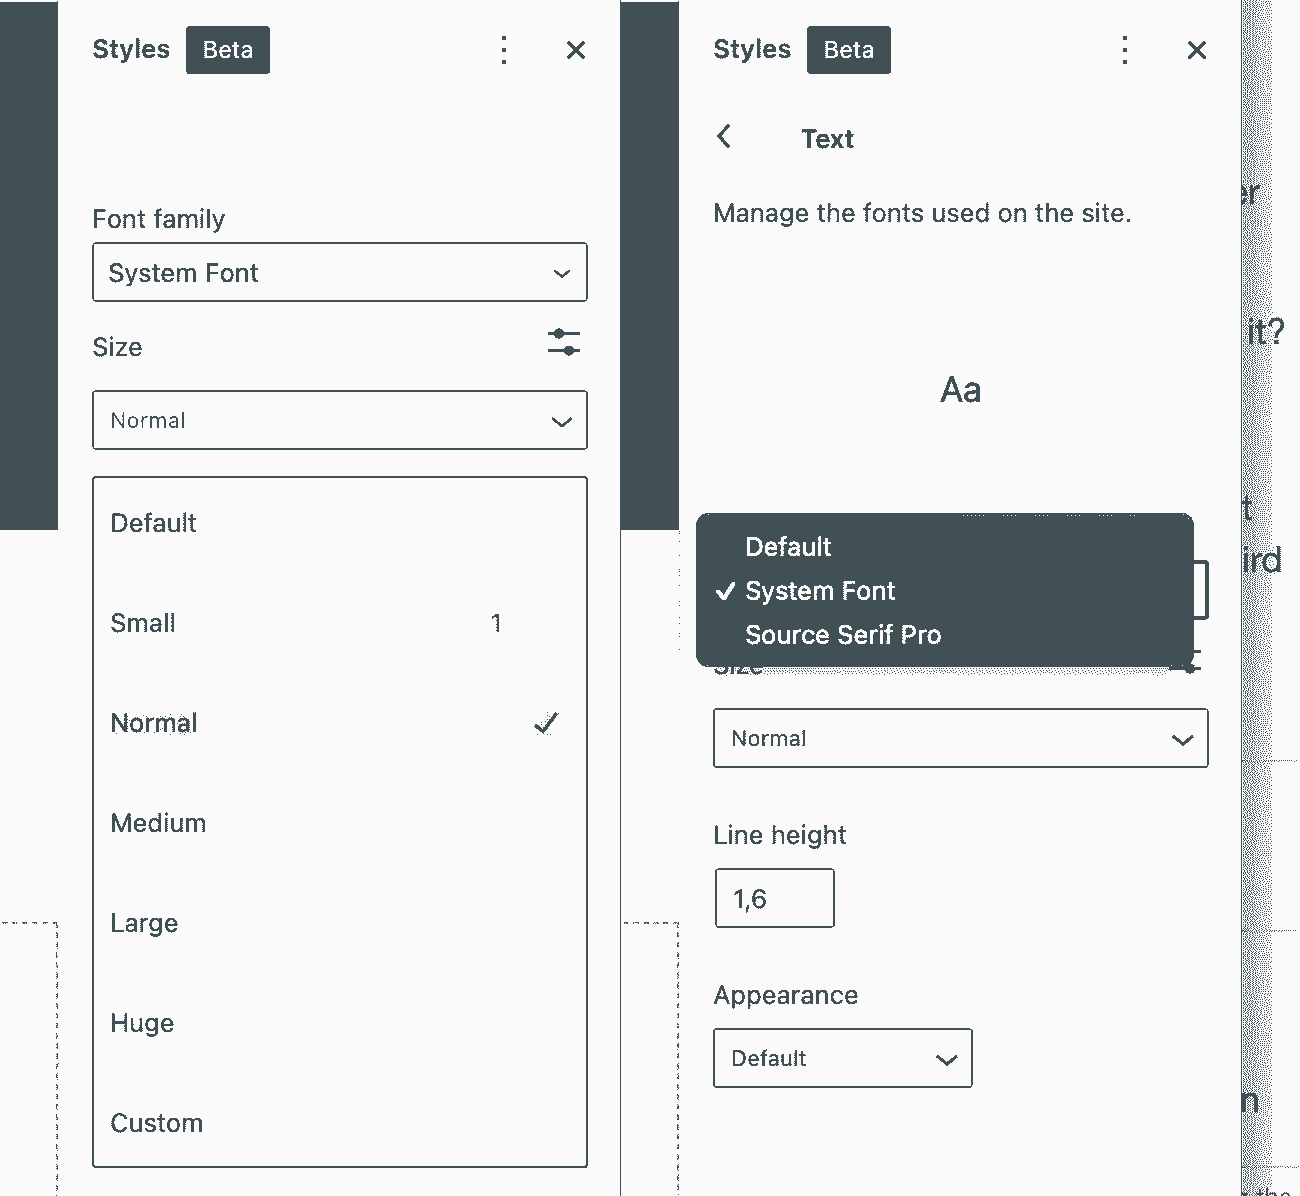 Styles Beta
Font family
System Font
Size
Normal
Default
Small 1
Normal
Medium
Large
Huge
Custom
Styles Beta
Text
Manage the fonts used on the site.
Aa
Default
System Font
Source Serif Pro
Size
Normal
Line height
1,6
Appearance
Default
er
it?
t
ird
n
the